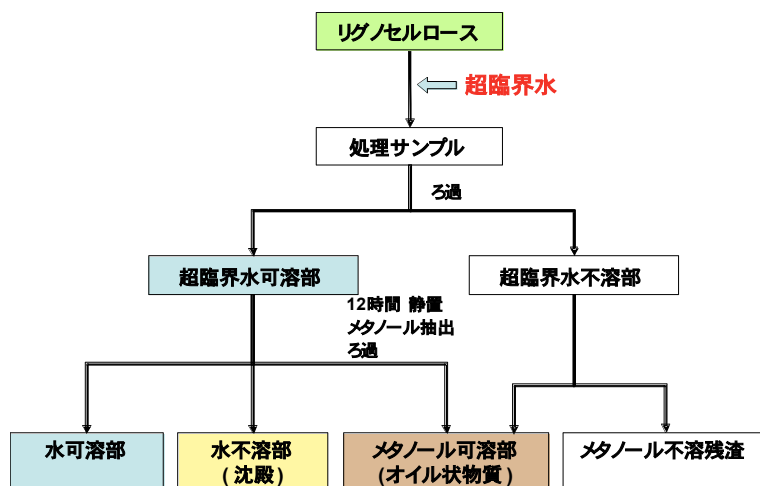 リグノセルロース
超臨界水
処理サンプル
ろ過
超臨界水可溶部
超臨界水不溶部
12時間 静置
メタノール抽出
ろ過
水可溶部
水不溶部
(沈殿)
メタノール可溶部
(オイル状物質)
メタノール不溶残渣